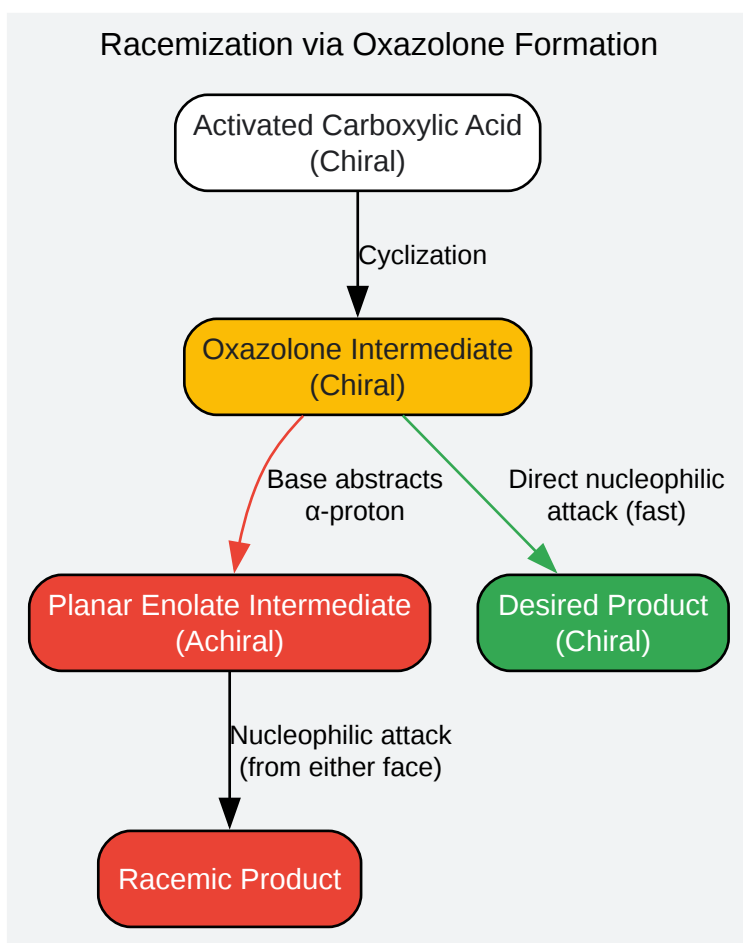 Racemization via Oxazolone Formation
Activated Carboxylic Acid
(Chiral)
Cyclization
Oxazolone Intermediate
(Chiral)
Base abstracts
α-proton
Direct nucleophilic
attack (fast)
Planar Enolate Intermediate
(Achiral)
Desired Product
(Chiral)
Nucleophilic attack
(from either face)
Racemic Product